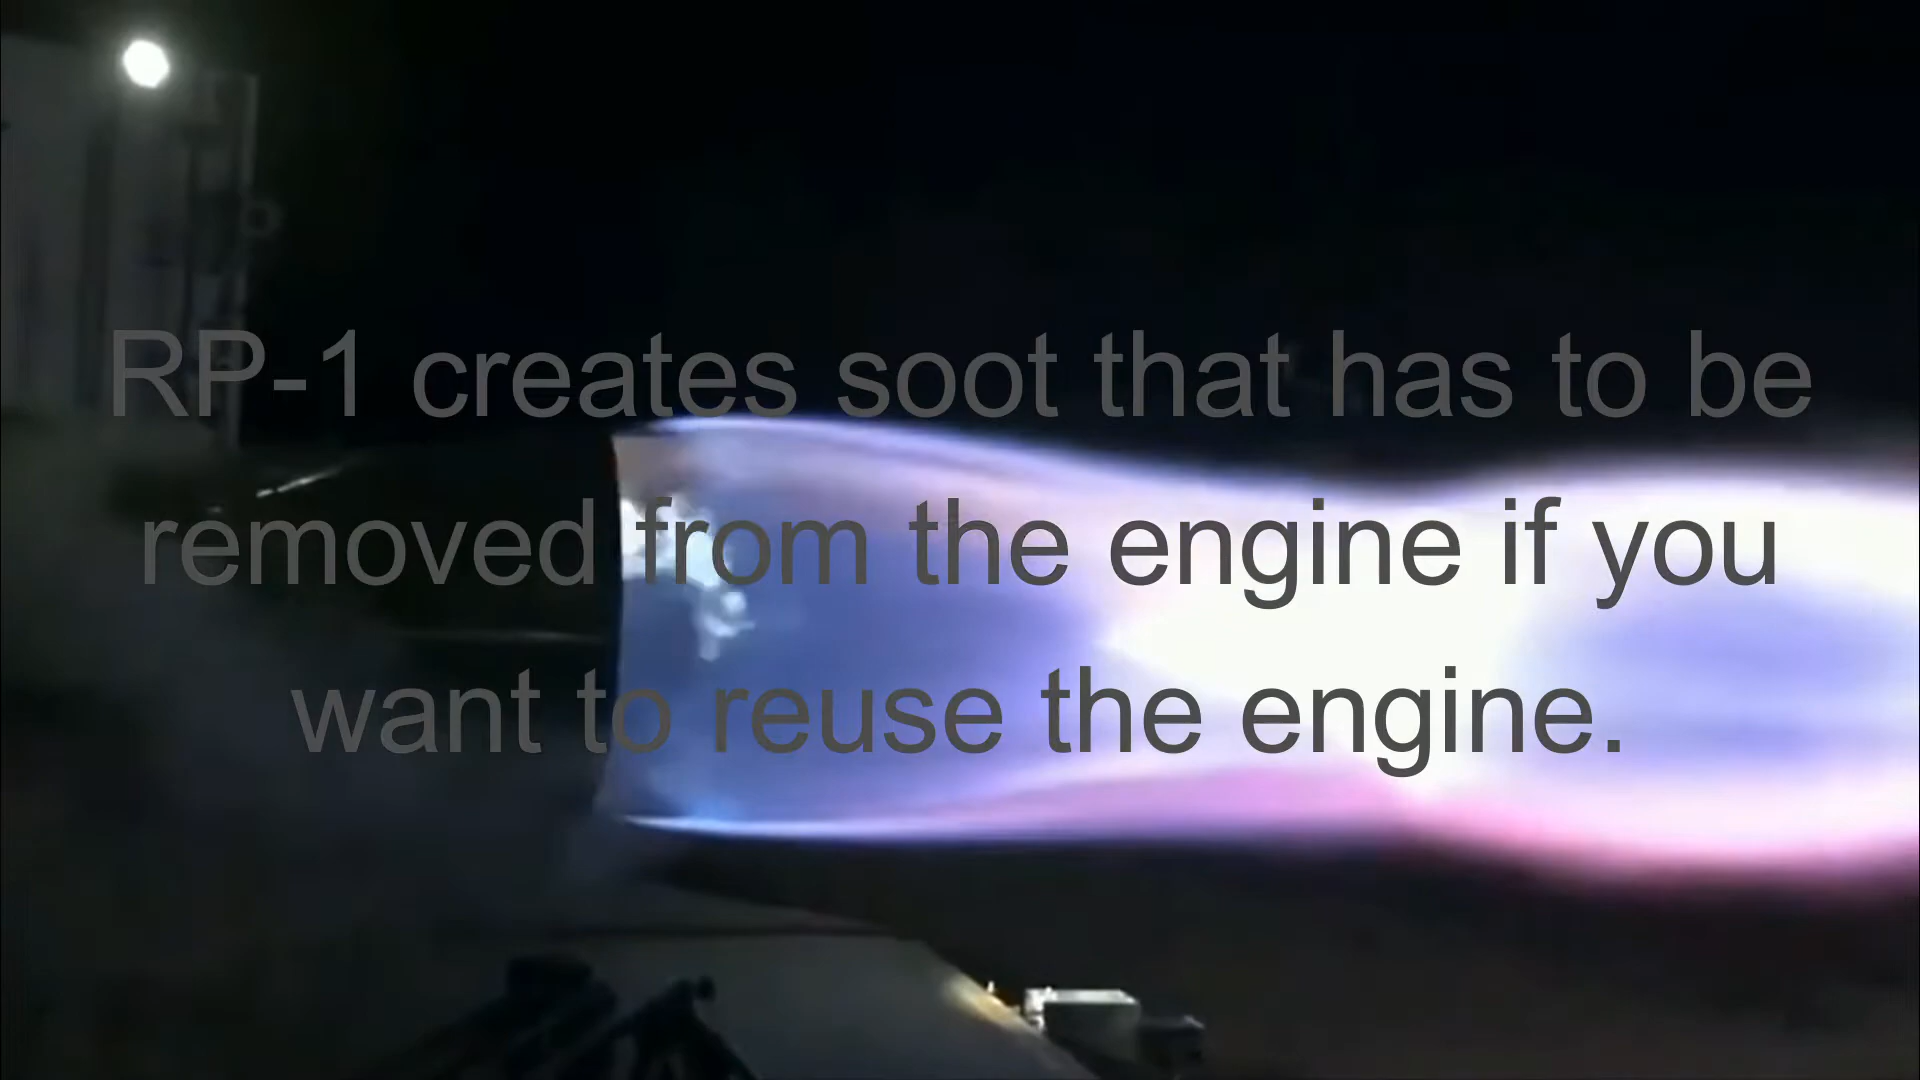 RP-1 creates soot that has to be
removed from the engine if you
want to reuse the engine.